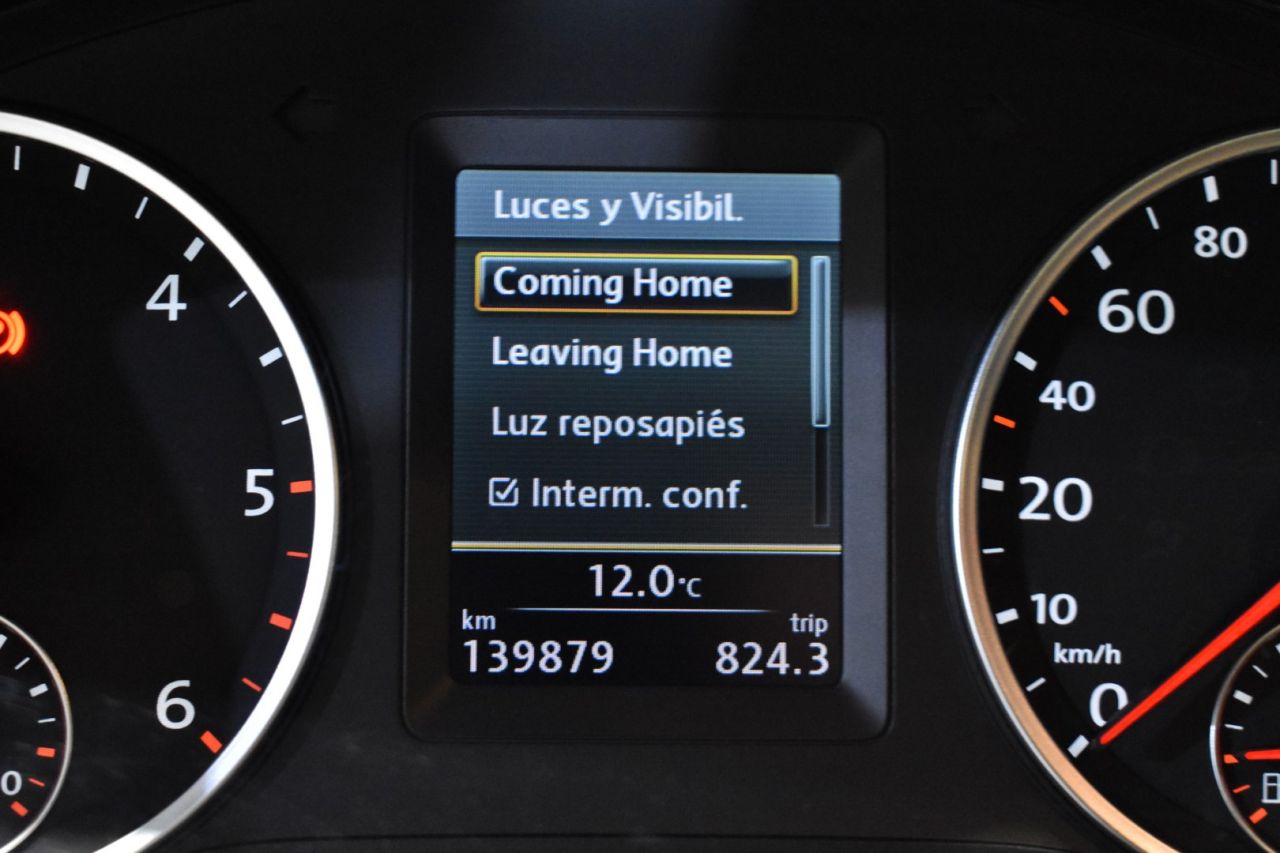 Luces y Visibil.
Coming Home
Leaving Home
Luz reposapiés
Interm. conf.
12.0°C
km
trip
139879
824.3
4
5
6
0
80
60
40
20
10
km/h
0